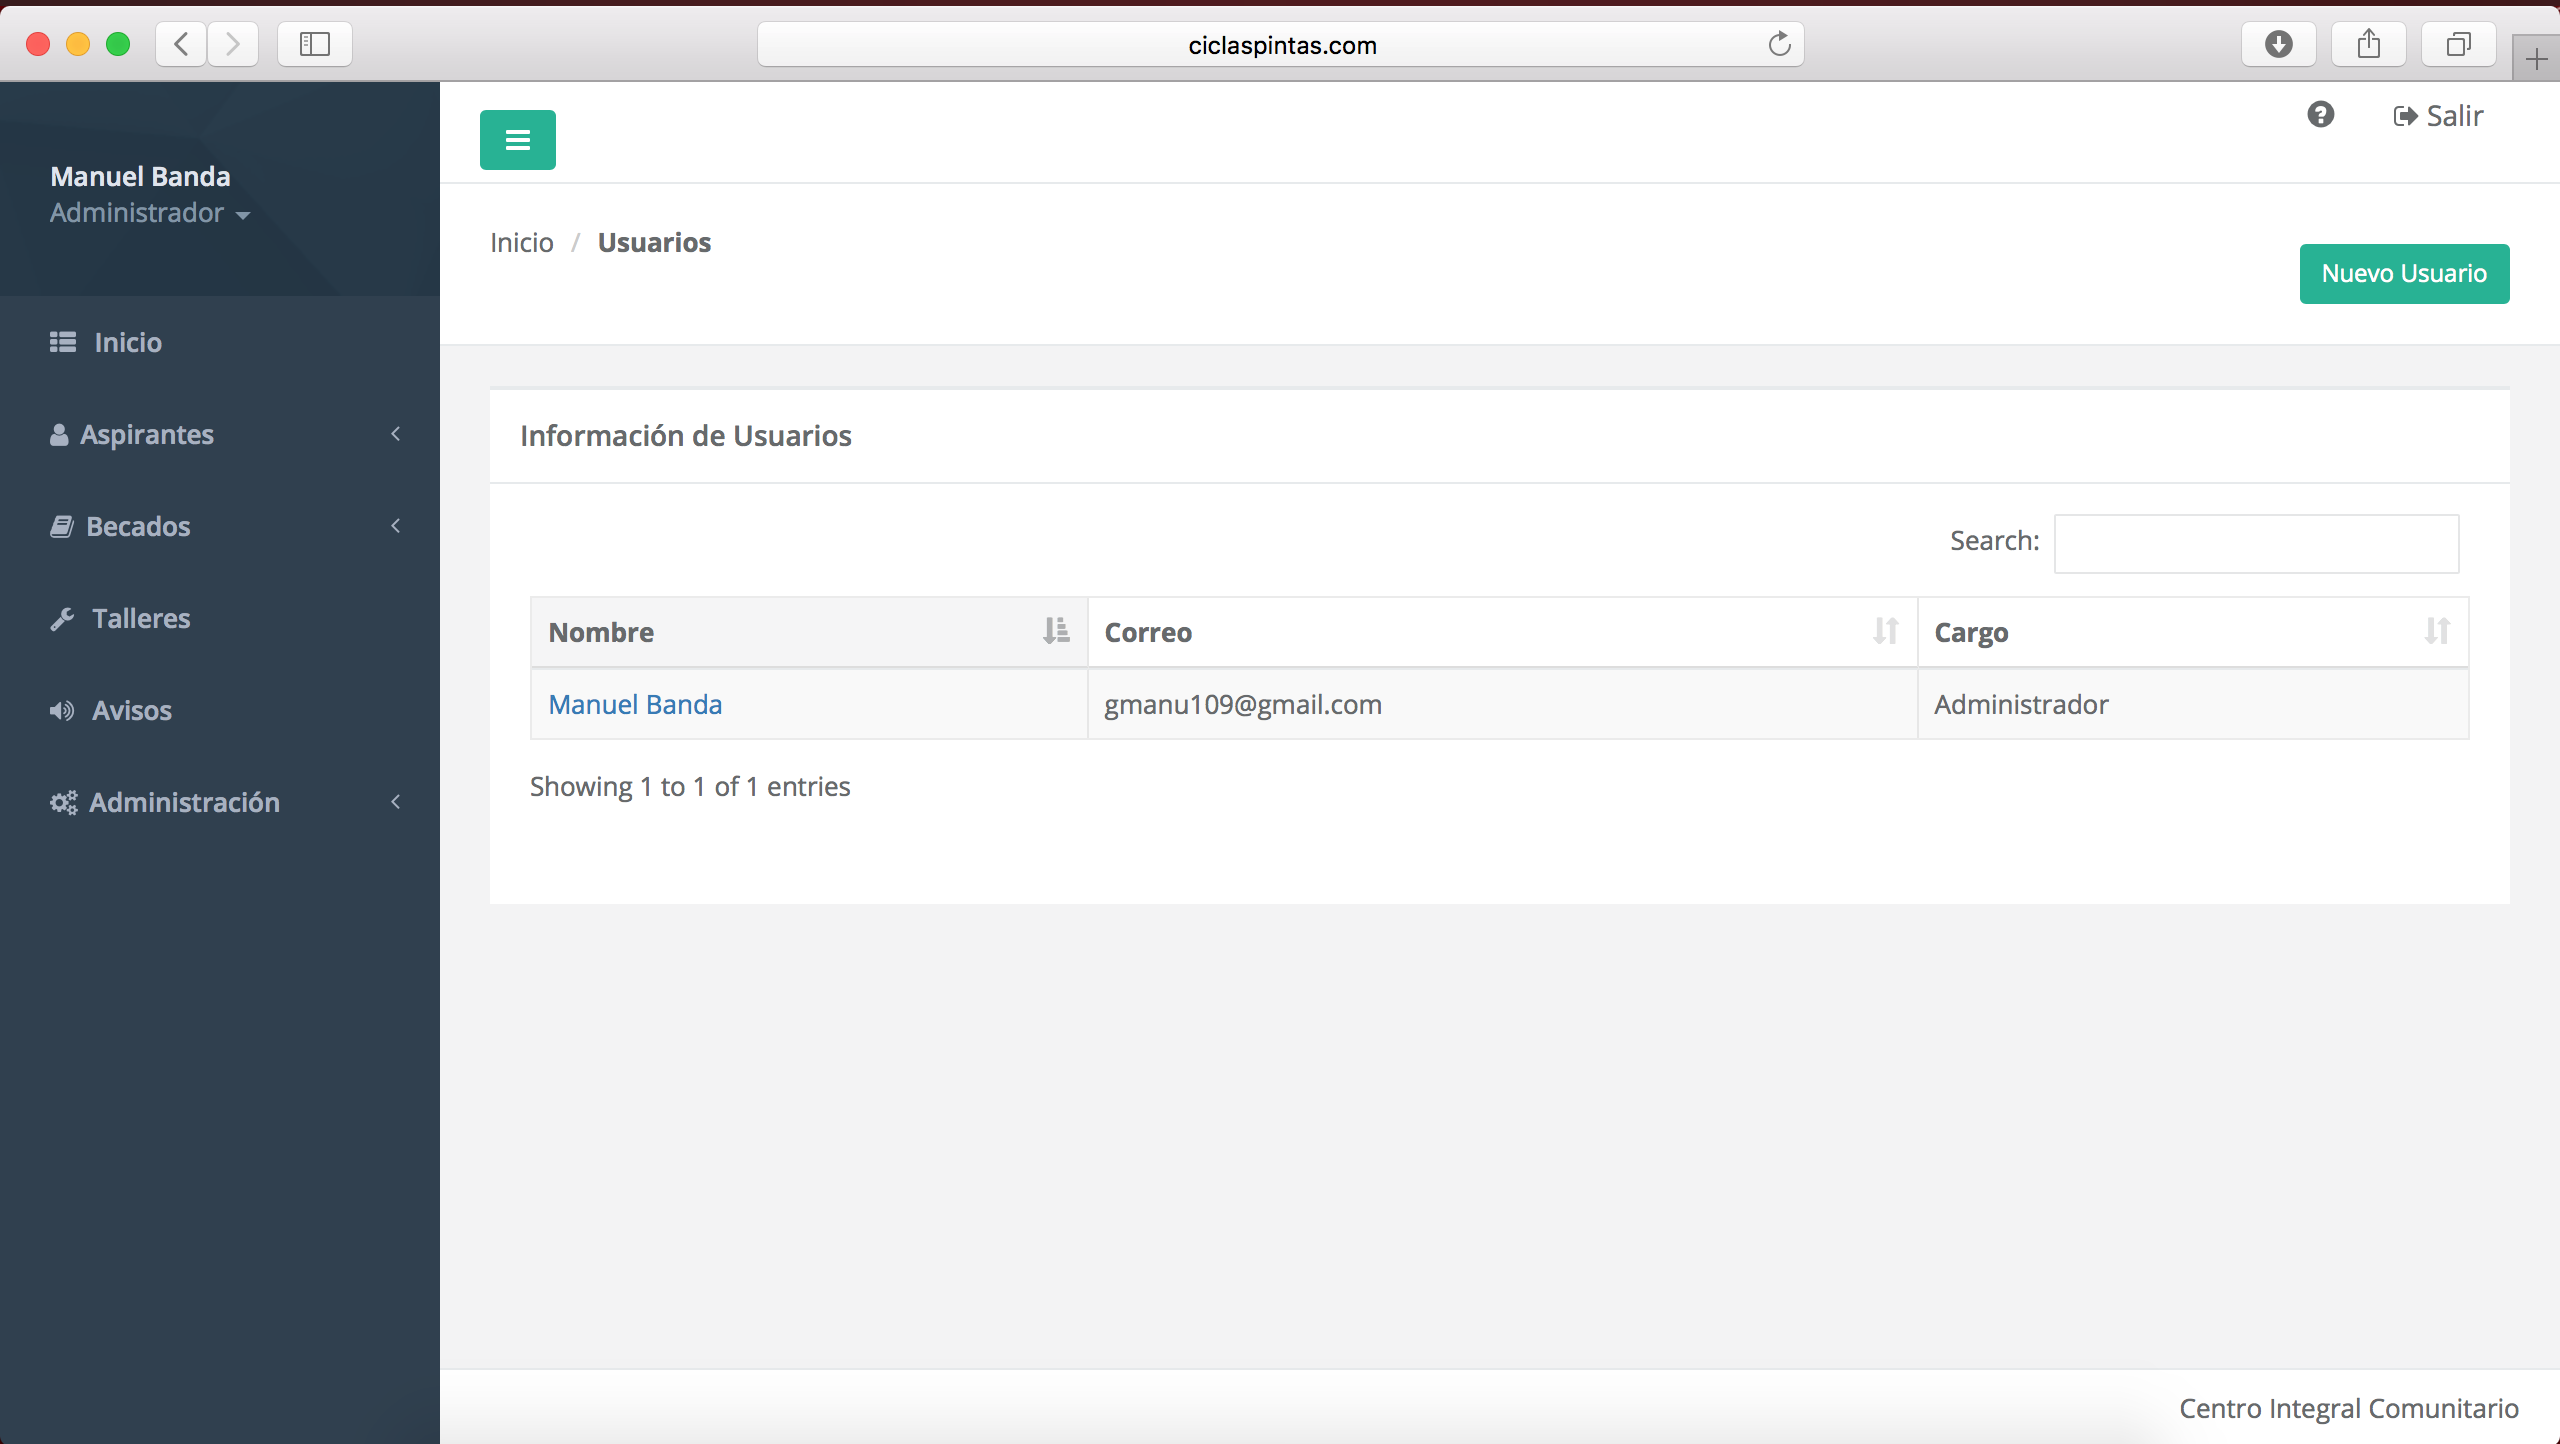 ciclaspintas.com
Manuel Banda
Administrador
Inicio
Aspirantes
Becados
Talleres
Avisos
Administración
Salir
Inicio / Usuarios
Nuevo Usuario
Información de Usuarios
Search:
Nombre Correo Cargo
Manuel Banda gmanu109@gmail.com Administrador
Showing 1 to 1 of 1 entries
Centro Integral Comunitario